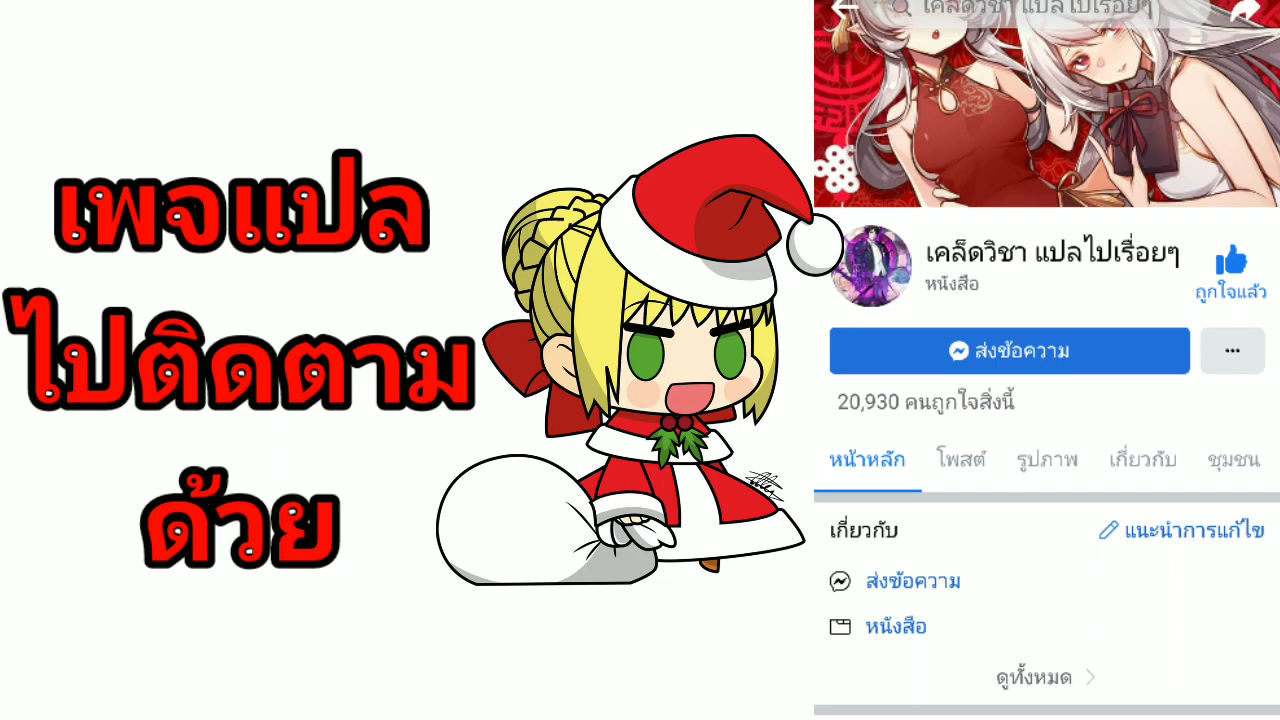 เพจแปล
ไปติดตาม
ด้วย
เคล็ดวิชา แปลไปเรื่อยๆ
เคล็ดวิชา แปลไปเรื่อยๆ
หนังสือ
ถูกใจแล้ว
ส่งข้อความ
20,930 คนถูกใจสิ่งนี้
หน้าหลัก โพสต์ รูปภาพ เกี่ยวกับ ชุมชน
เกี่ยวกับ แนะนำการแก้ไข
ส่งข้อความ
หนังสือ
ดูทั้งหมด